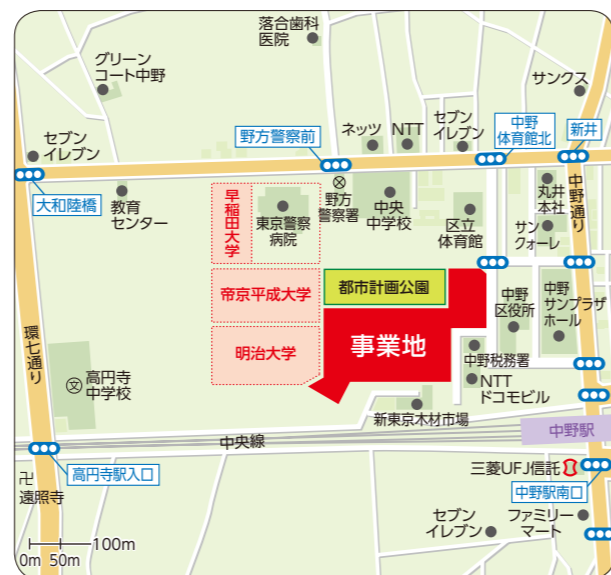 落合歯科
医院
グリーン
コート中野
サンクス
セブン
イレブン
野方警察前
ネッツ
NTT
セブン
イレブン
中野
体育館北
新井
大和陸橋
教育
センター
早稲田大学
東京警察
病院
野方
警察署
中央
中学校
区立
体育館
丸井
本社
サン
クォーレ
中野通り
帝京平成大学
都市計画公園
中野
区役所
中野
サンプラザ
ホール
環七通り
明治大学
事業地
中野税務署
NTT
ドコモビル
文
高円寺
中学校
新東京木材市場
中央線
中野駅
高円寺駅入口
卍
遠照寺
三菱UFJ信託
中野駅南口
セブン
イレブン
ファミリー
マート
0m 50m 100m